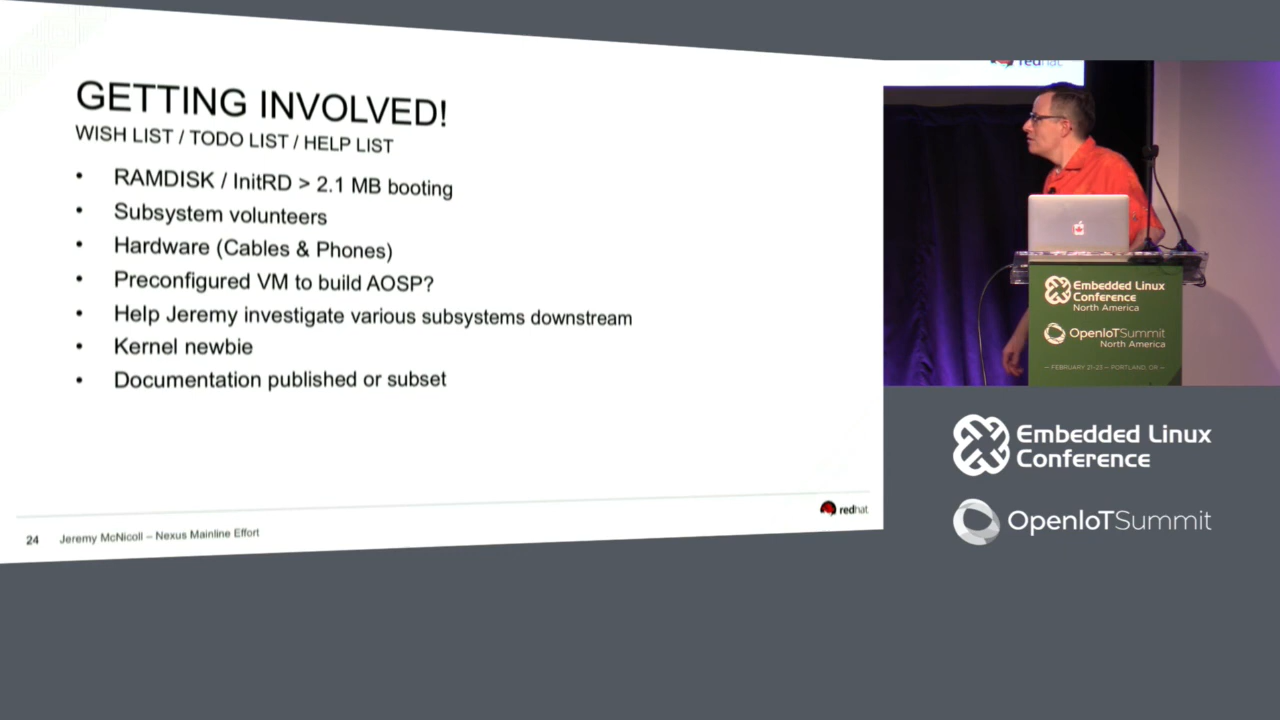 GETTING INVOLVED!
WISH LIST / TODO LIST / HELP LIST
• RAMDISK / InitRD > 2.1 MB booting
• Subsystem volunteers
• Hardware (Cables & Phones)
• Preconfigured VM to build AOSP?
• Help Jeremy investigate various subsystems downstream
• Kernel newbie
• Documentation published or subset
24 Jeremy McNicoll – Nexus Mainline Effort
redhat
redhat
Embedded Linux
Conference
North America
OpenIoTSummit
North America
— FEBRUARY 21-23 — PORTLAND, OR —
Embedded Linux
Conference
OpenIoTSummit